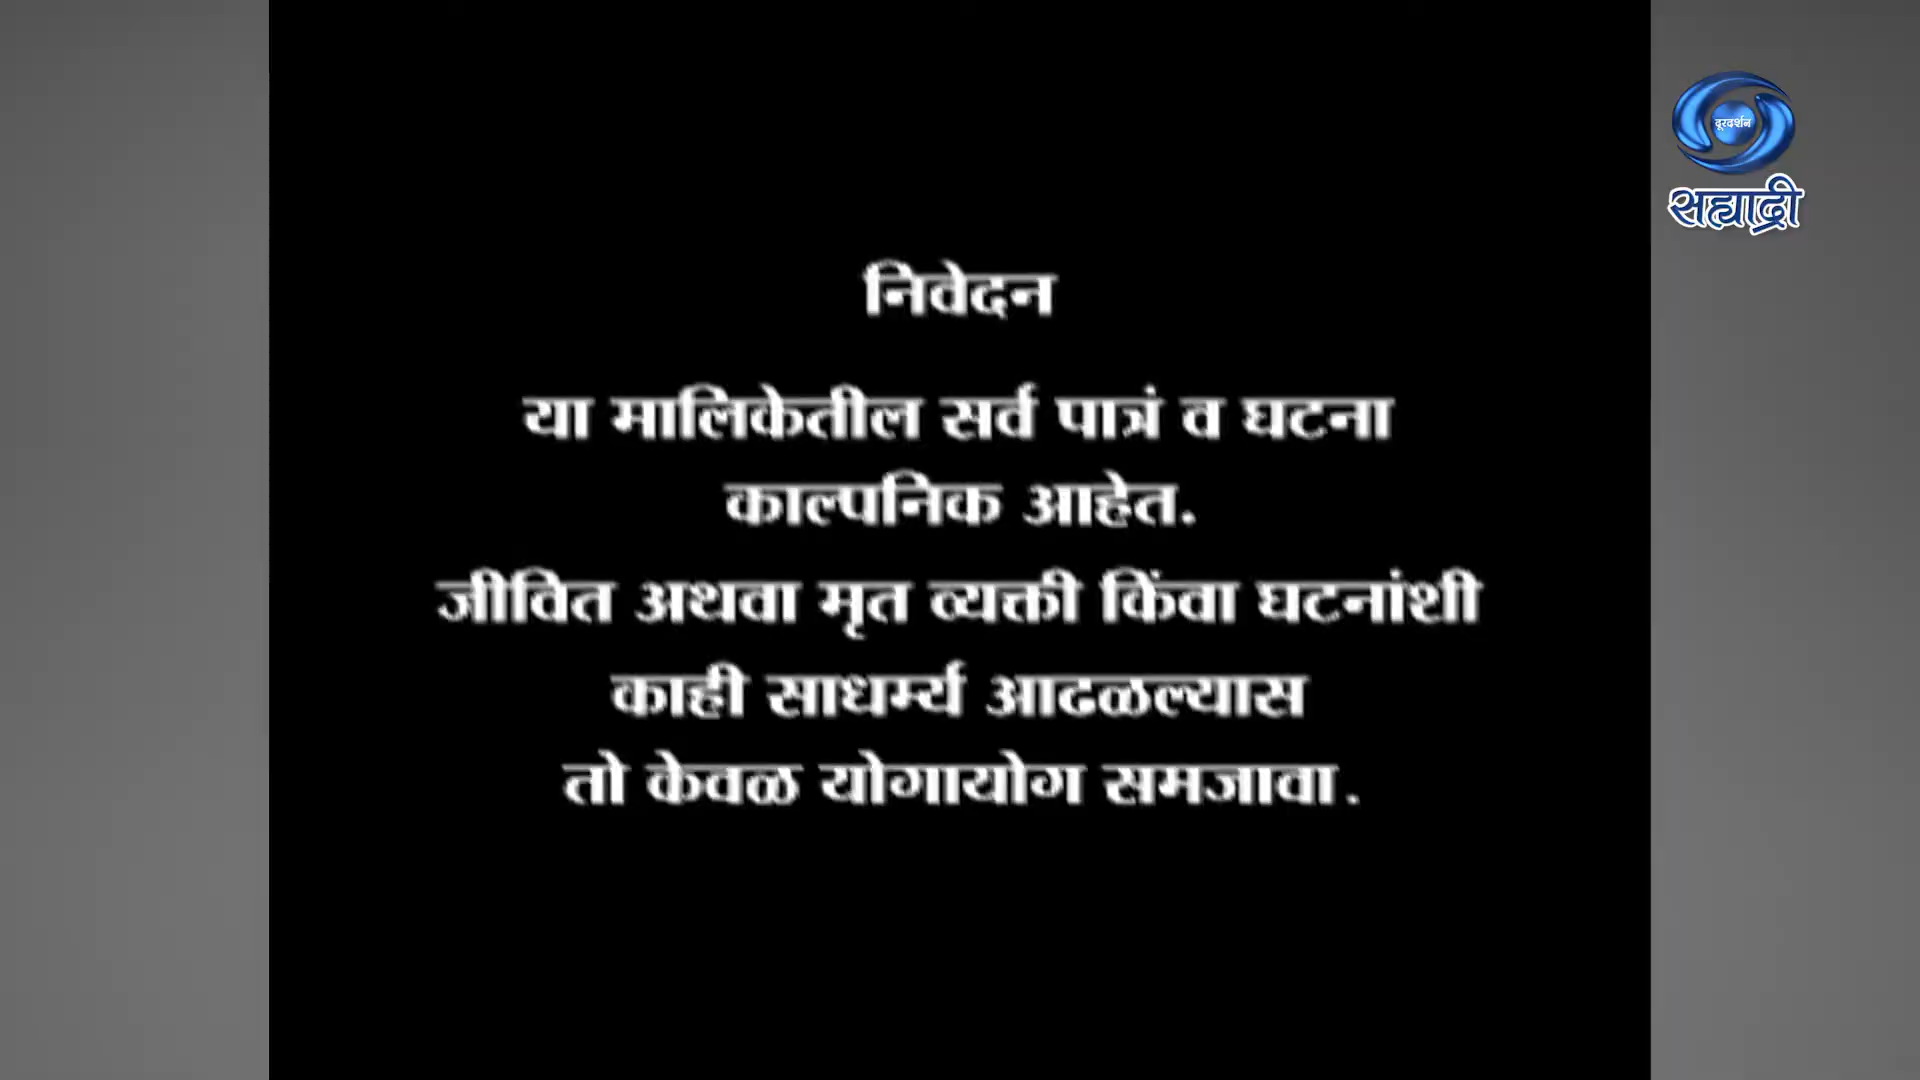 दूरदर्शन
सह्याद्री
निवेदन
या मालिकेतील सर्व पात्रं व घटना
काल्पनिक आहेत.
जीवित अथवा मृत व्यक्ती किंवा घटनांशी
काही साधर्म्य आढळल्यास
तो केवळ योगायोग समजावा.